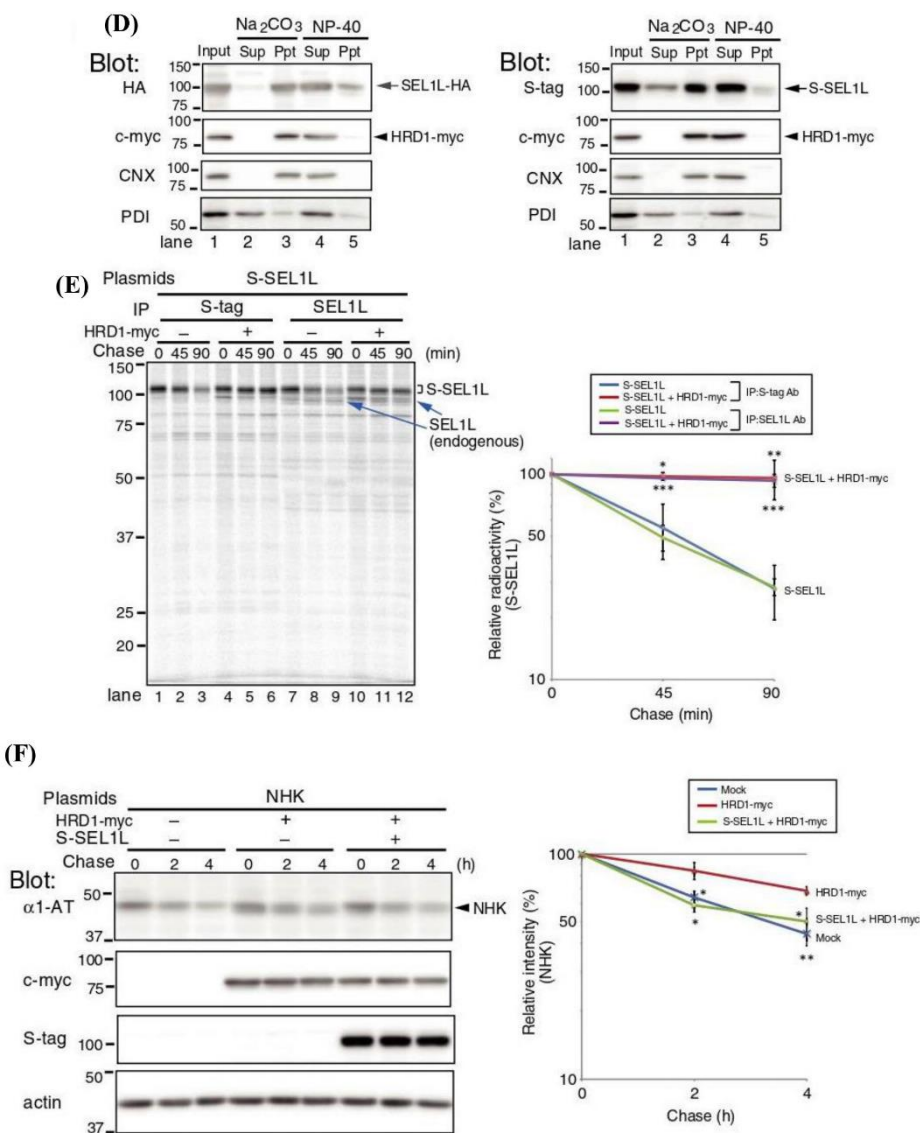 (D)
Na2CO3 NP-40
Input Sup Ppt Sup Ppt
Blot:
150
HA 100 SEL1L-HA
75
100
c-myc 75 HRD1-myc
100
CNX 75
PDI
50
lane 1 2 3 4 5
Na2CO3 NP-40
Input Sup Ppt Sup Ppt
Blot:
150
S-tag 100 S-SEL1L
75
100
c-myc 75 HRD1-myc
100
CNX 75
PDI
50
lane 1 2 3 4 5
(E)
Plasmids S-SEL1L
IP S-tag SEL1L
HRD1-myc – + – +
Chase 0 45 90 0 45 90 0 45 90 0 45 90 (min)
150
100 S-SEL1L
SEL1L
(endogenous)
75
50
37
25
20
lane 1 2 3 4 5 6 7 8 9 10 11 12
S-SEL1L
S-SEL1L + HRD1-myc
IP:S-tag Ab
S-SEL1L
S-SEL1L + HRD1-myc
IP:SEL1L Ab
Relative radioactivity (%)
(S-SEL1L)
100
50
10
* **
*** ***
S-SEL1L + HRD1-myc
S-SEL1L
0 45 90
Chase (min)
(F)
Plasmids NHK
HRD1-myc – + +
S-SEL1L – – +
Chase 0 2 4 0 2 4 0 2 4 (h)
Blot:
50
α1-AT NHK
37
100
c-myc 75
S-tag 100
50
actin
37
Mock
HRD1-myc
S-SEL1L + HRD1-myc
Relative intensity (%)
(NHK)
100
50
10
HRD1-myc
* *
S-SEL1L + HRD1-myc
Mock
* **
0 2 4
Chase (h)